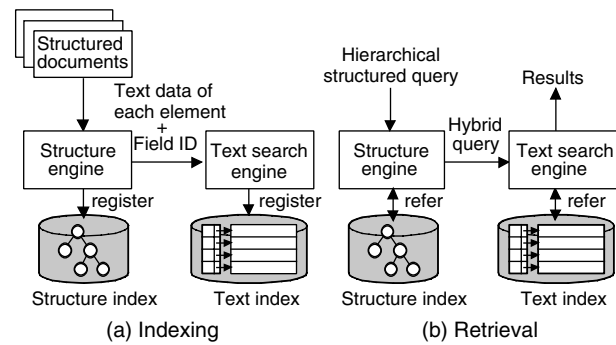 Structured
documents
Text data of
each element
+
Field ID
Structure
engine
Text search
engine
register
register
Structure index
Text index
(a) Indexing
Hierarchical
structured query
Results
Hybrid
query
Structure
engine
Text search
engine
refer
refer
Structure index
Text index
(b) Retrieval